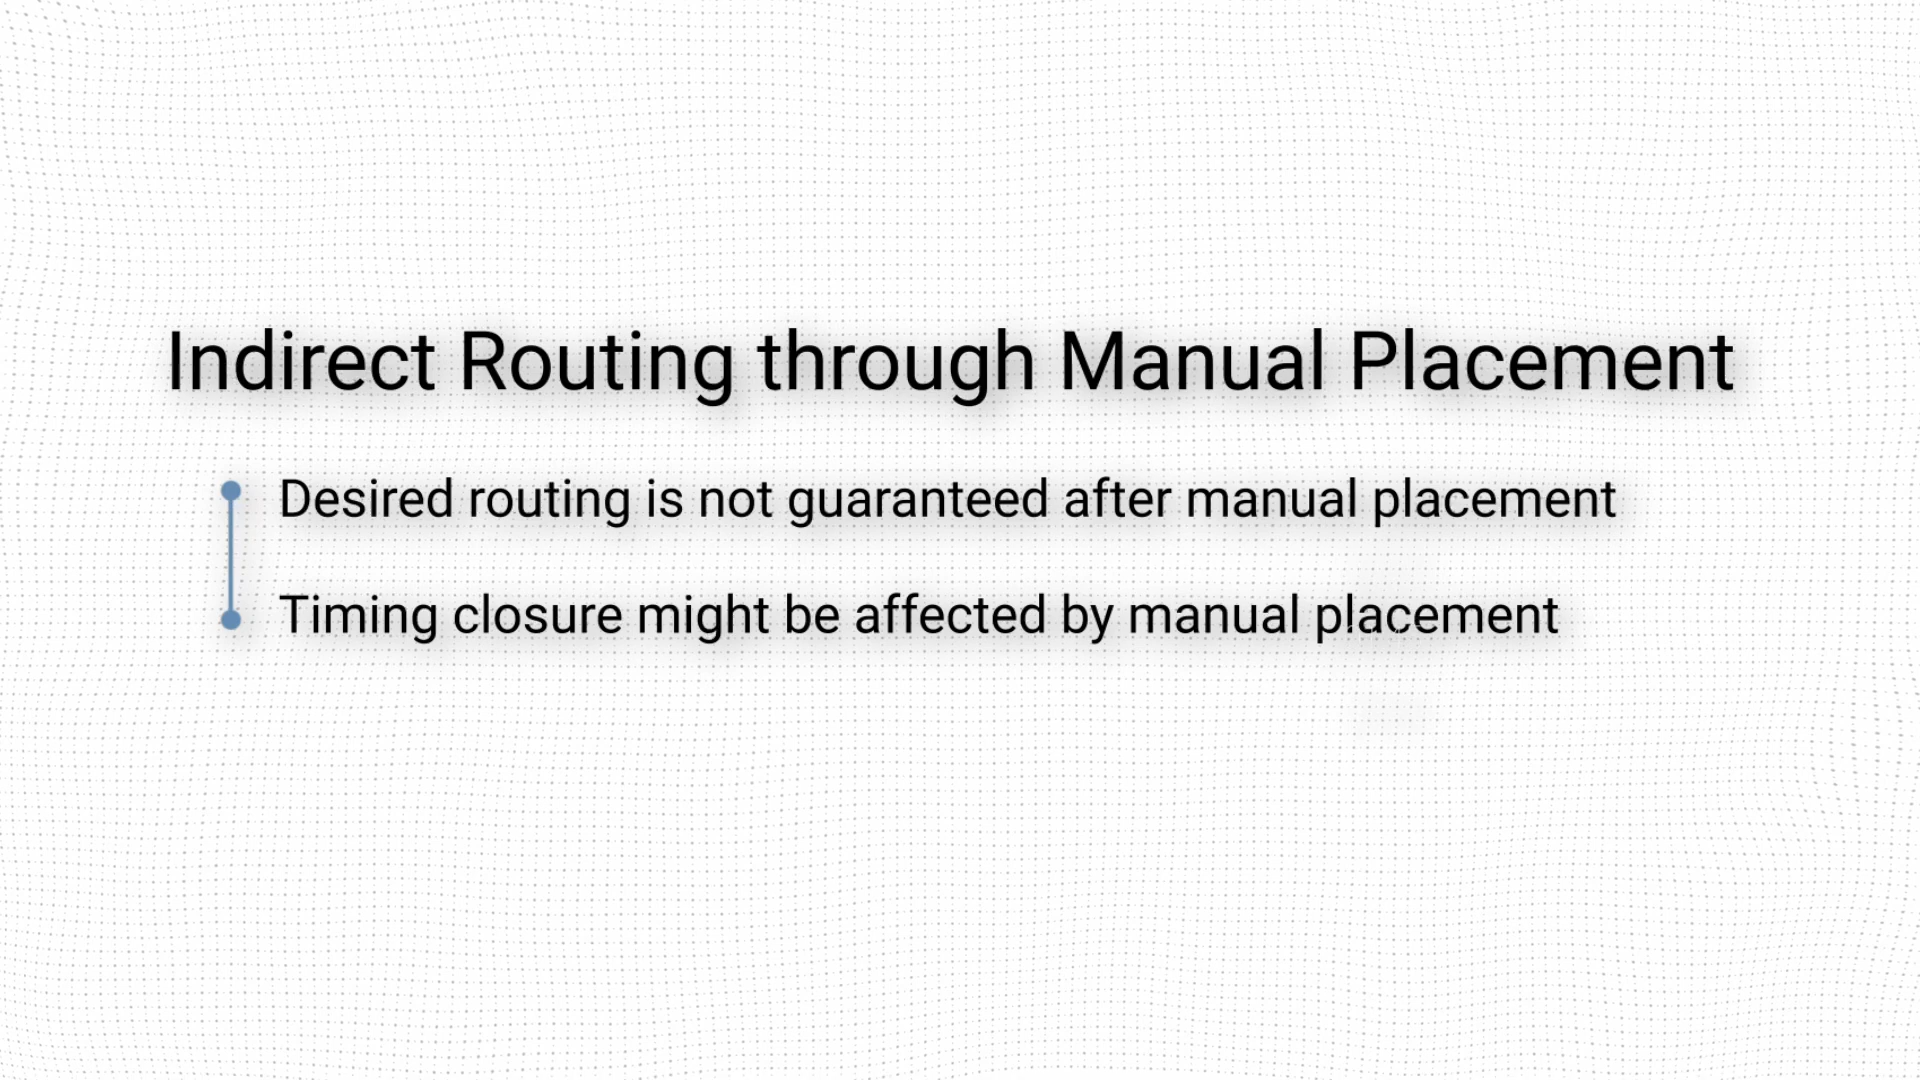 Indirect Routing through Manual Placement
Desired routing is not guaranteed after manual placement
Timing closure might be affected by manual placement